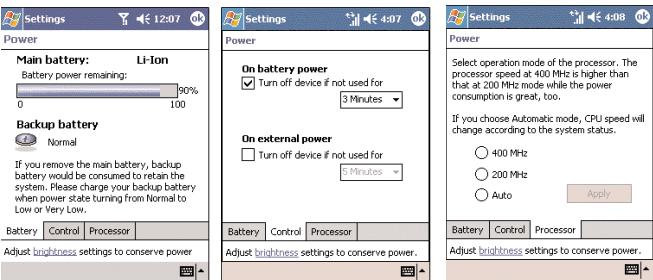 Settings 12:07 ok
Power
Main battery: Li-Ion
Battery power remaining:
90%
0 100
Backup battery
Normal
If you remove the main battery, backup
battery would be consumed to retain the
system. Please charge your backup battery
when power state turning from Normal to
Low or Very Low.
Battery Control Processor
Adjust brightness settings to conserve power
Settings 4:07 ok
Power
On battery power
Turn off device if not used for
3 Minutes
On external power
Turn off device if not used for
5 Minutes
Battery Control Processor
Adjust brightness settings to conserve power.
Settings 4:08 ok
Power
Select operation mode of the processor. The
processor speed at 400 MHz is higher than
that at 200 MHz mode while the power
consumption is great, too.
If you choose Automatic mode, CPU speed will
change according to the system status.
400 MHz
200 MHz
Auto Apply
Battery Control Processor
Adjust brightness settings to conserve power.